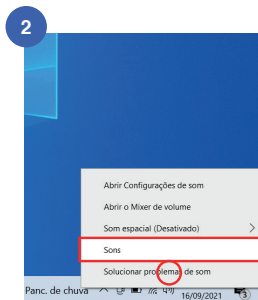 2
Abrir Configurações de som
Abrir o Mixer de volume
Som espacial (Desativado)
Sons
Solucionar problemas de som
Panc. de chuva
16/09/2021
3